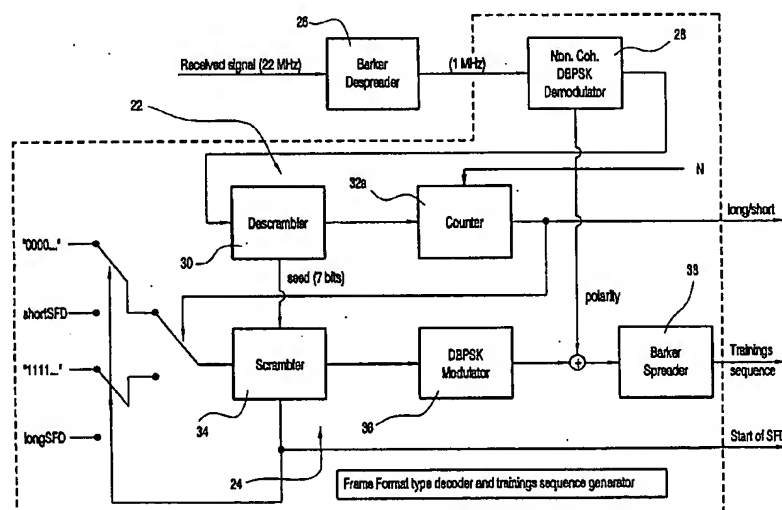 26
28
Received signal (22 MHz)
Barker
Despreader
(1 MHz)
Non. Coh.
DBPSK
Demodulator
22
32a
N
Descrambler
Counter
long/short
30
"0000..."
seed (7 bits)
shortSFD
polarity
33
"1111..."
Scrambler
DBPSK
Modulator
Barker
Spreader
Trainings
sequence
34
36
longSFD
24
Start of SFD
Frame Format type decoder and trainings sequence generator